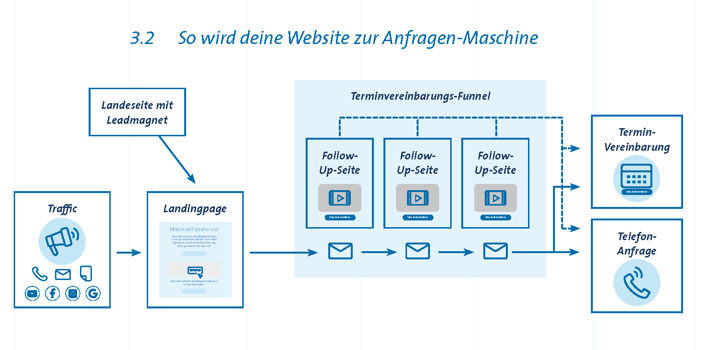 3.2 So wird deine Website zur Anfragen-Maschine
Landeseite mit
Leadmagnet
Terminvereinbarungs-Funnel
Follow-
Up-Seite
Follow-
Up-Seite
Follow-
Up-Seite
Termin-
Vereinbarung
Traffic
Landingpage
Telefon-
Anfrage